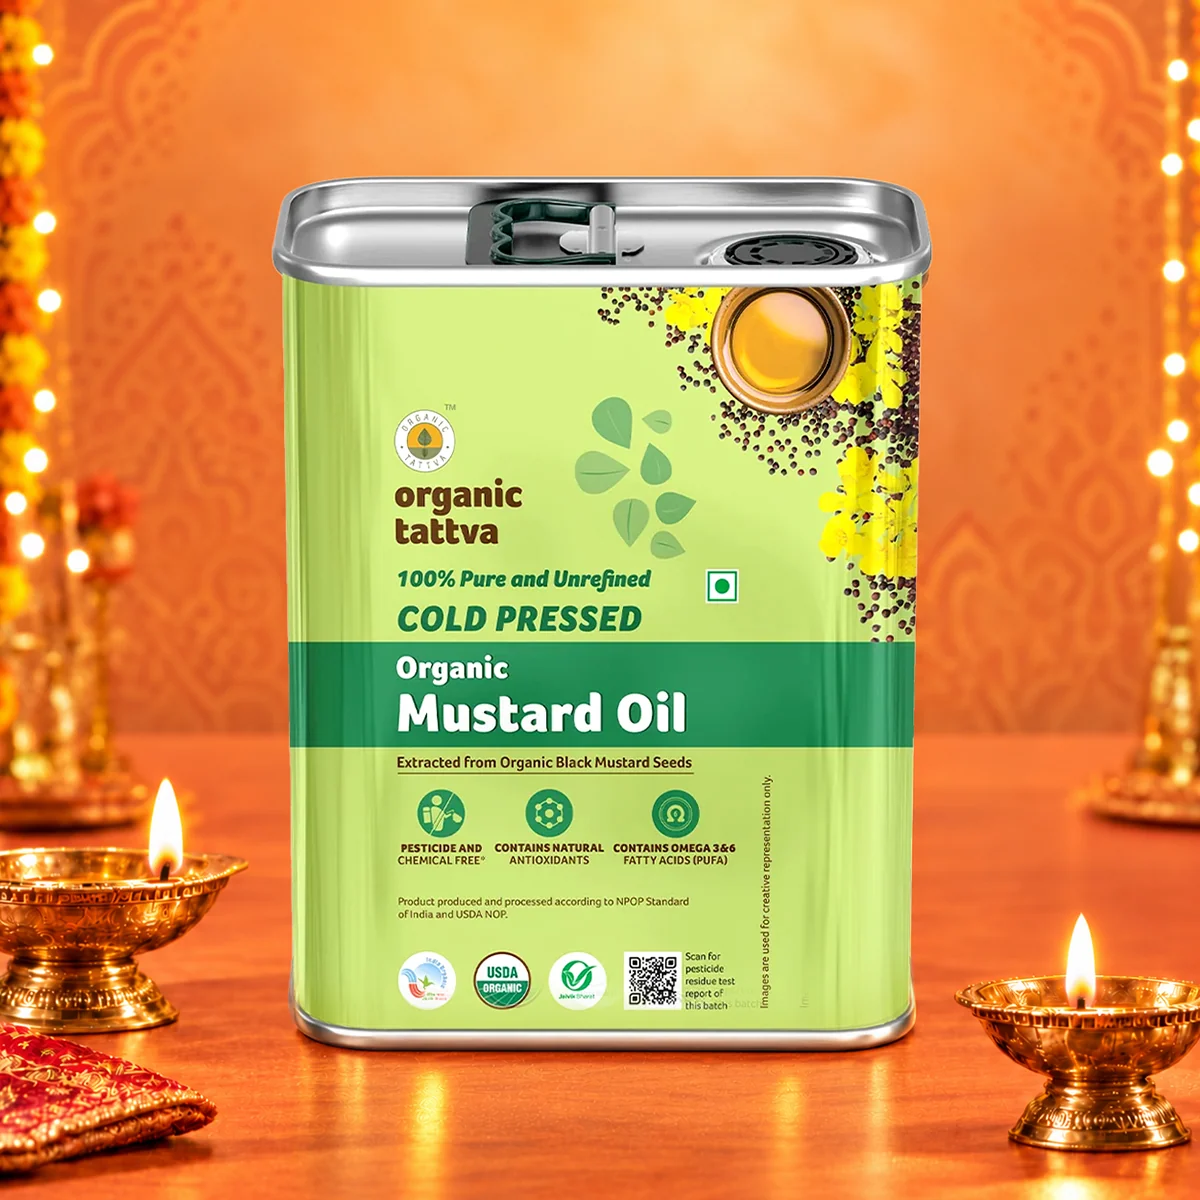 ORGANIC
TATTVA
TM
organic
tattva
100% Pure and Unrefined
COLD PRESSED
Organic
Mustard Oil
Extracted from Organic Black Mustard Seeds
PESTICIDE AND
CHEMICAL FREE*
CONTAINS NATURAL
ANTIOXIDANTS
CONTAINS OMEGA 3&6
FATTY ACIDS (PUFA)
Product produced and processed according to NPOP Standard
of India and USDA NOP.
USDA
ORGANIC
Jaivik Bharat
Scan for
pesticide
residue test
report of
this batch
Images are used for creative representation only.